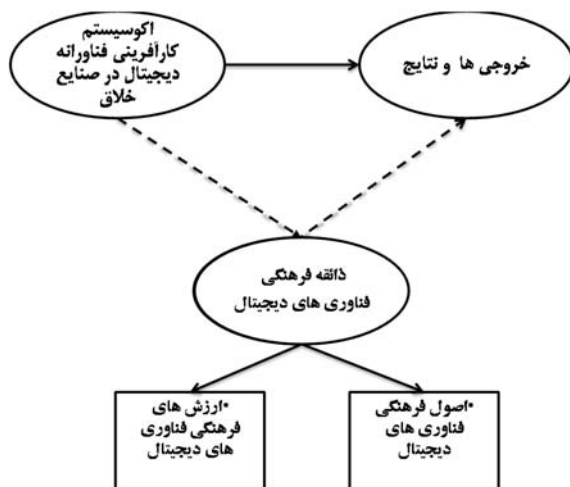 اکوسیستم
کارآفرینی فناورانه
دیجیتال در صنایع
خلاق
خروجی ها و نتایج
ذائقه فرهنگی
فناوری های دیجیتال
•اصول فرهنگی
فناوری های
دیجیتال
•ارزش های
فرهنگی فناوری
های دیجیتال